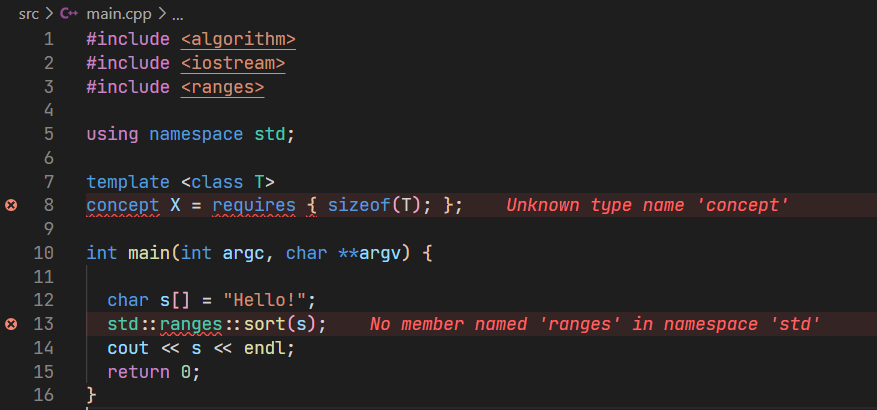 src > main.cpp > ...
1 #include <algorithm>
2 #include <iostream>
3 #include <ranges>
4
5 using namespace std;
6
7 template <class T>
8 concept X = requires { sizeof(T); }; Unknown type name 'concept'
9
10 int main(int argc, char **argv) {
11
12 char s[] = "Hello!";
13 std::ranges::sort(s); No member named 'ranges' in namespace 'std'
14 cout << s << endl;
15 return 0;
16 }